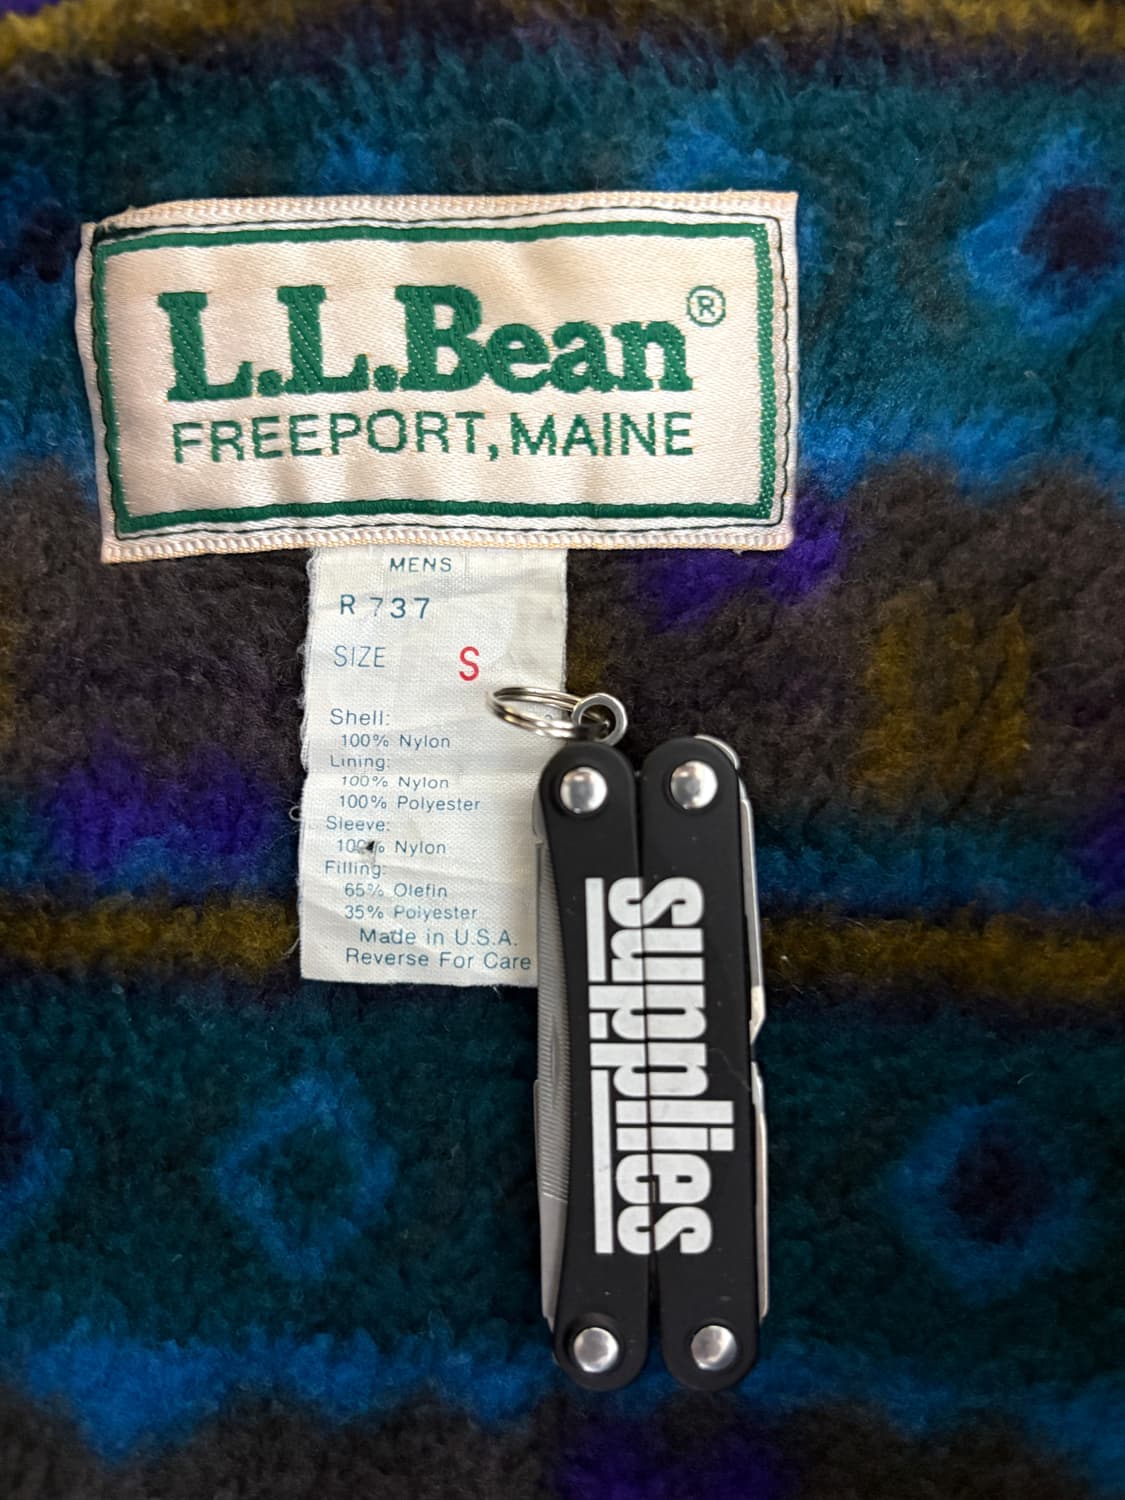 L.L.Bean®
FREEPORT, MAINE
MENS
R 737
SIZE S
Shell:
100% Nylon
Lining:
100% Nylon
100% Polyester
Sleeve:
100% Nylon
Filling:
65% Olefin
35% Polyester
Made in U.S.A.
Reverse For Care
supplies